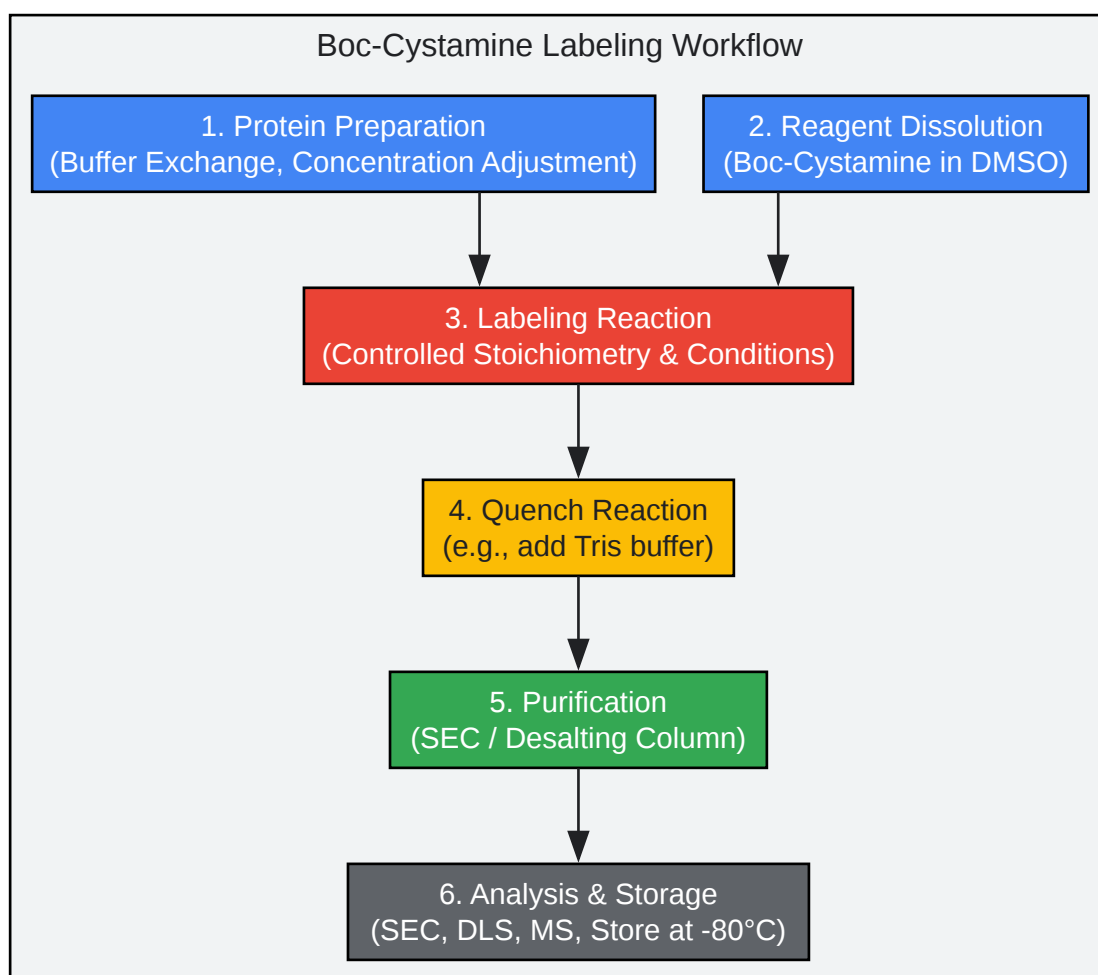 Boc-Cystamine Labeling Workflow
1. Protein Preparation
(Buffer Exchange, Concentration Adjustment)
2. Reagent Dissolution
(Boc-Cystamine in DMSO)
3. Labeling Reaction
(Controlled Stoichiometry & Conditions)
4. Quench Reaction
(e.g., add Tris buffer)
5. Purification
(SEC / Desalting Column)
6. Analysis & Storage
(SEC, DLS, MS, Store at -80°C)